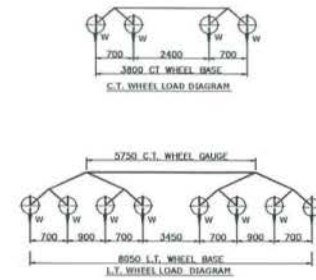 W W W W
700 2400 700
3800 CT WHEEL BASE
C.T. WHEEL LOAD DIAGRAM
5750 C.T. WHEEL GAUGE
W W W W W W W W
700 900 700 3450 700 900 700
8050 L.T. WHEEL BASE
L.T. WHEEL LOAD DIAGRAM